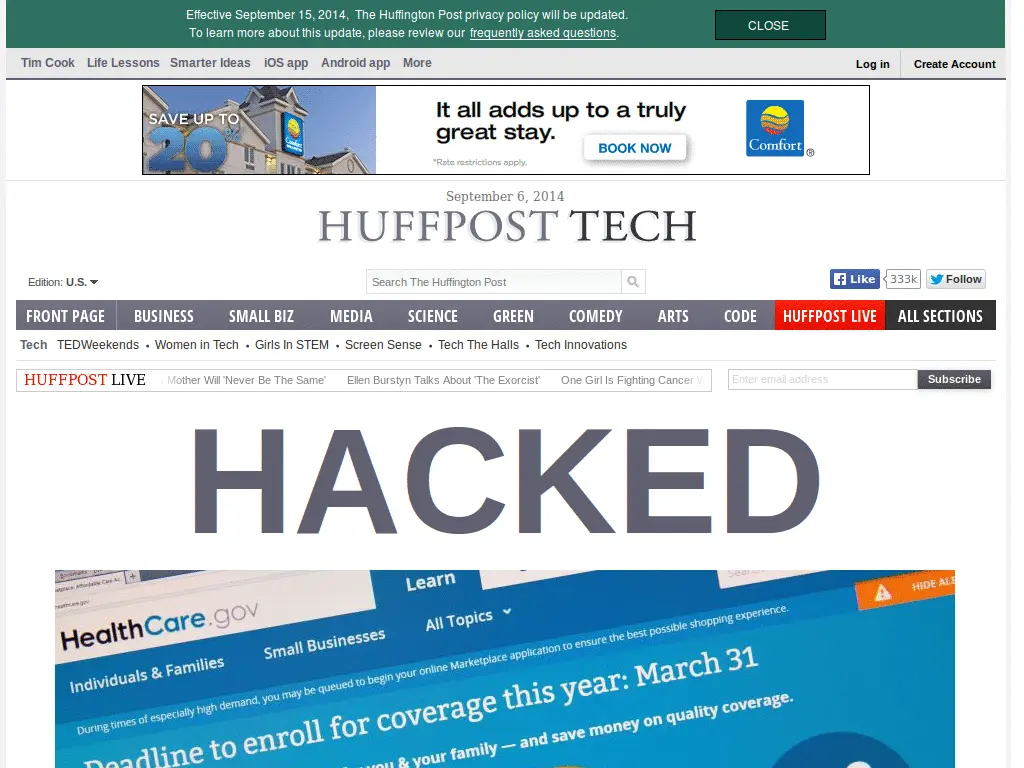 Effective September 15, 2014, The Huffington Post privacy policy will be updated.
To learn more about this update, please review our frequently asked questions.
CLOSE
Tim Cook Life Lessons Smarter Ideas iOS app Android app More
Log in Create Account
SAVE UP TO
20%
It all adds up to a truly
great stay.
BOOK NOW
*Rate restrictions apply.
Comfort ®
September 6, 2014
HUFFPOST TECH
Edition: U.S.
Search The Huffington Post
Like 333k Follow
FRONT PAGE BUSINESS SMALL BIZ MEDIA SCIENCE GREEN COMEDY ARTS CODE HUFFPOST LIVE ALL SECTIONS
Tech TEDWeekends • Women in Tech • Girls In STEM • Screen Sense • Tech The Halls • Tech Innovations
HUFFPOST LIVE Mother Will 'Never Be The Same' Ellen Burstyn Talks About 'The Exorcist' One Girl Is Fighting Cancer
Enter email address Subscribe
HACKED
HealthCare.gov
Learn
HIDE
Individuals & Families Small Businesses All Topics
During times of especially high demand, you may be queued to begin your online Marketplace application to ensure the best possible shopping experience.
Deadline to enroll for coverage this year: March 31
you & your family — and save money on quality coverage.